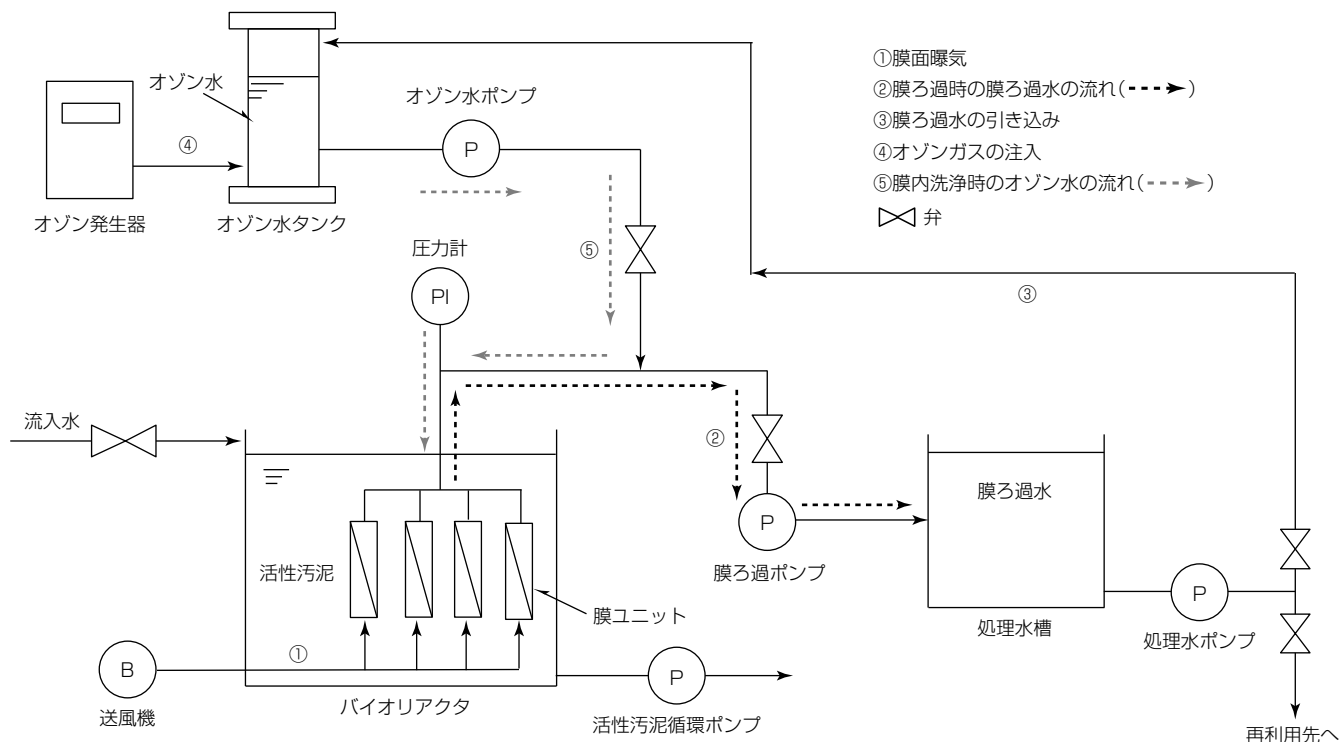 ①膜面曝気
②膜ろ過時の膜ろ過水の流れ( )
③膜ろ過水の引き込み
④オゾンガスの注入
⑤膜内洗浄時のオゾン水の流れ( )
弁
オゾン水
オゾン水ポンプ
P
④
オゾン発生器
オゾン水タンク
⑤
圧力計
PI
③
流入水
②
P
膜ろ過ポンプ
膜ろ過水
処理水槽
P
処理水ポンプ
活性汚泥
膜ユニット
①
B
送風機
バイオリアクタ
P
活性汚泥循環ポンプ
再利用先へ